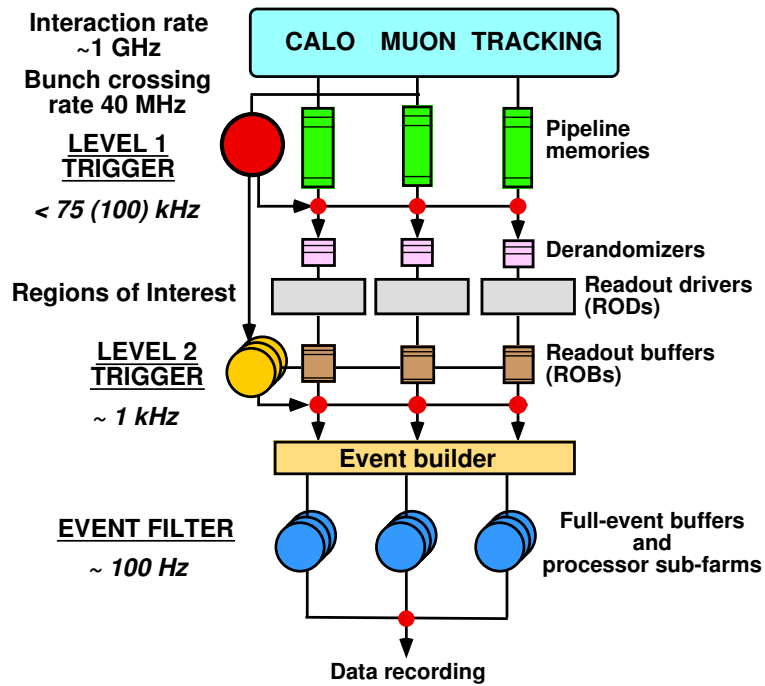 Interaction rate
~1 GHz
CALO MUON TRACKING
Bunch crossing
rate 40 MHz
LEVEL 1
TRIGGER
< 75 (100) kHz
Pipeline
memories
Derandomizers
Regions of Interest
Readout drivers
(RODs)
LEVEL 2
TRIGGER
~ 1 kHz
Readout buffers
(ROBs)
Event builder
EVENT FILTER
~ 100 Hz
Full-event buffers
and
processor sub-farms
Data recording